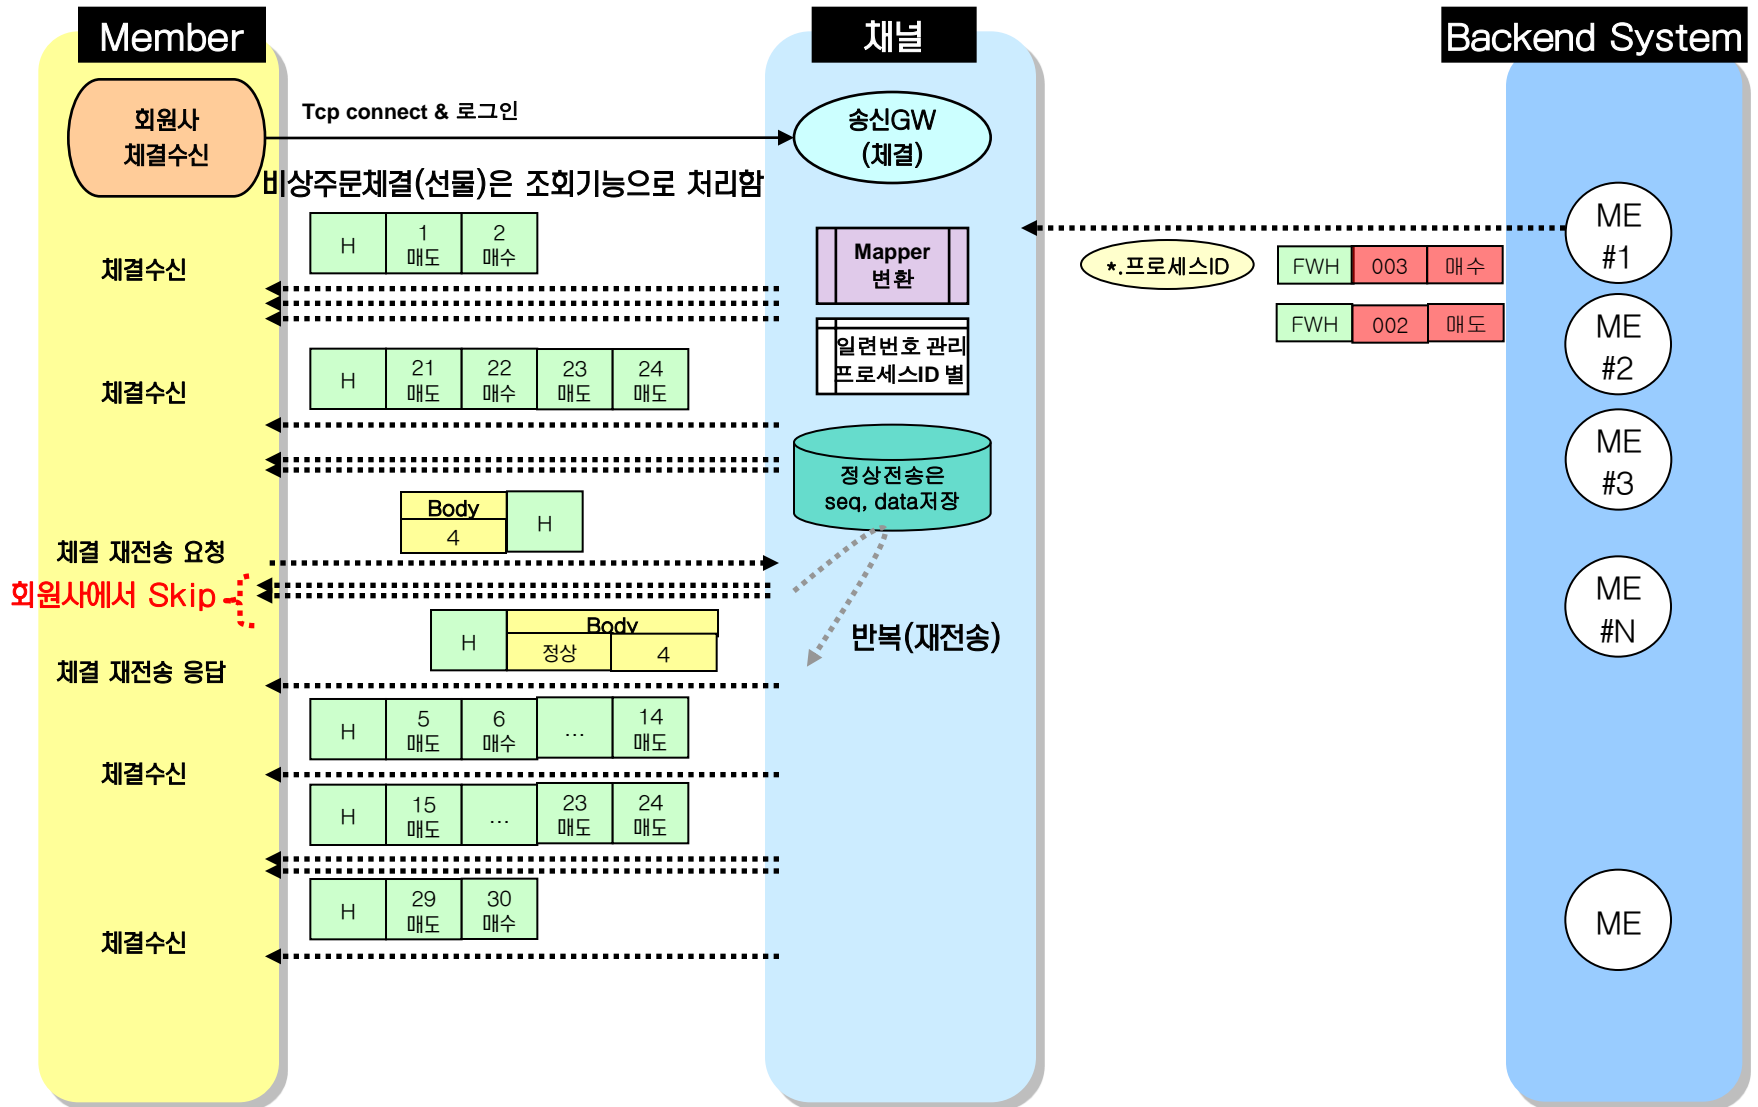 Member
채널
Backend System
회원사
체결수신
Tcp connect & 로그인
송신GW
(체결)
비상주문체결(선물)은 조회기능으로 처리함
H
1
매도
2
매수
체결수신
Mapper
변환
*.프로세스ID
FWH
003
매수
FWH
002
매도
ME
#1
ME
#2
일련번호 관리
프로세스ID 별
H
21
매도
22
매수
23
매도
24
매도
체결수신
ME
#3
정상전송은
seq, data저장
Body
4
H
체결 재전송 요청
회원사에서 Skip
ME
#N
H
Body
정상
4
반복(재전송)
체결 재전송 응답
H
5
매도
6
매수
...
14
매도
체결수신
H
15
매도
...
23
매도
24
매도
H
29
매도
30
매수
체결수신
ME